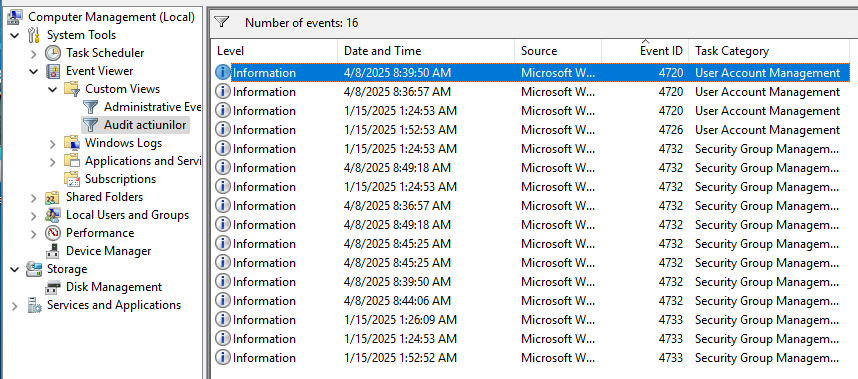 Computer Management (Local)
System Tools
Task Scheduler
Event Viewer
Custom Views
Administrative Eve
Audit actiunilor
Windows Logs
Applications and Servi
Subscriptions
Shared Folders
Local Users and Groups
Performance
Device Manager
Storage
Disk Management
Services and Applications
Number of events: 16
Level Date and Time Source Event ID Task Category
Information 4/8/2025 8:39:50 AM Microsoft W... 4720 User Account Management
Information 4/8/2025 8:36:57 AM Microsoft W... 4720 User Account Management
Information 1/15/2025 1:24:53 AM Microsoft W... 4720 User Account Management
Information 1/15/2025 1:52:53 AM Microsoft W... 4726 User Account Management
Information 1/15/2025 1:24:53 AM Microsoft W... 4732 Security Group Managem...
Information 4/8/2025 8:49:18 AM Microsoft W... 4732 Security Group Managem...
Information 1/15/2025 1:24:53 AM Microsoft W... 4732 Security Group Managem...
Information 4/8/2025 8:36:57 AM Microsoft W... 4732 Security Group Managem...
Information 4/8/2025 8:49:18 AM Microsoft W... 4732 Security Group Managem...
Information 4/8/2025 8:45:25 AM Microsoft W... 4732 Security Group Managem...
Information 4/8/2025 8:45:25 AM Microsoft W... 4732 Security Group Managem...
Information 4/8/2025 8:39:50 AM Microsoft W... 4732 Security Group Managem...
Information 4/8/2025 8:44:06 AM Microsoft W... 4732 Security Group Managem...
Information 1/15/2025 1:26:09 AM Microsoft W... 4733 Security Group Managem...
Information 1/15/2025 1:24:53 AM Microsoft W... 4733 Security Group Managem...
Information 1/15/2025 1:52:52 AM Microsoft W... 4733 Security Group Managem...